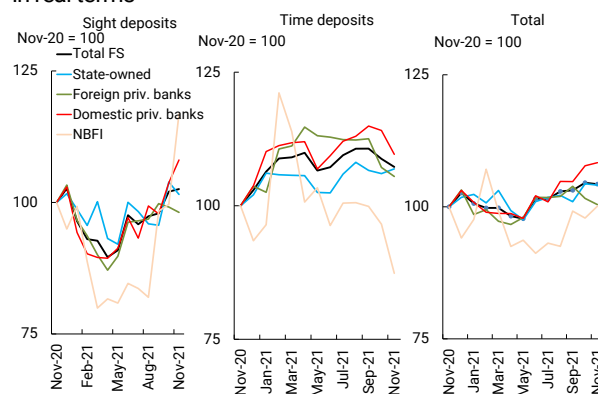 in real terms
Sight deposits
Nov-20 = 100
Total FS
State-owned
Foreign priv. banks
Domestic priv. banks
NBFI
125
100
75
Nov-20
Feb-21
May-21
Aug-21
Nov-21
Time deposits
Nov-20 = 100
125
100
75
Nov-20
Jan-21
Mar-21
May-21
Jul-21
Sep-21
Nov-21
Total
Nov-20 = 100
125
100
75
Nov-20
Jan-21
Mar-21
May-21
Jul-21
Sep-21
Nov-21